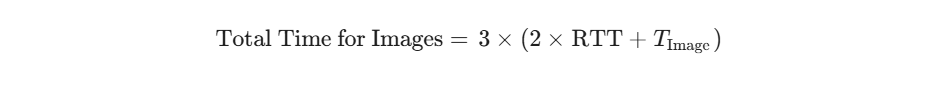 Total Time for Images = 3 × (2 × RTT + T_Image)